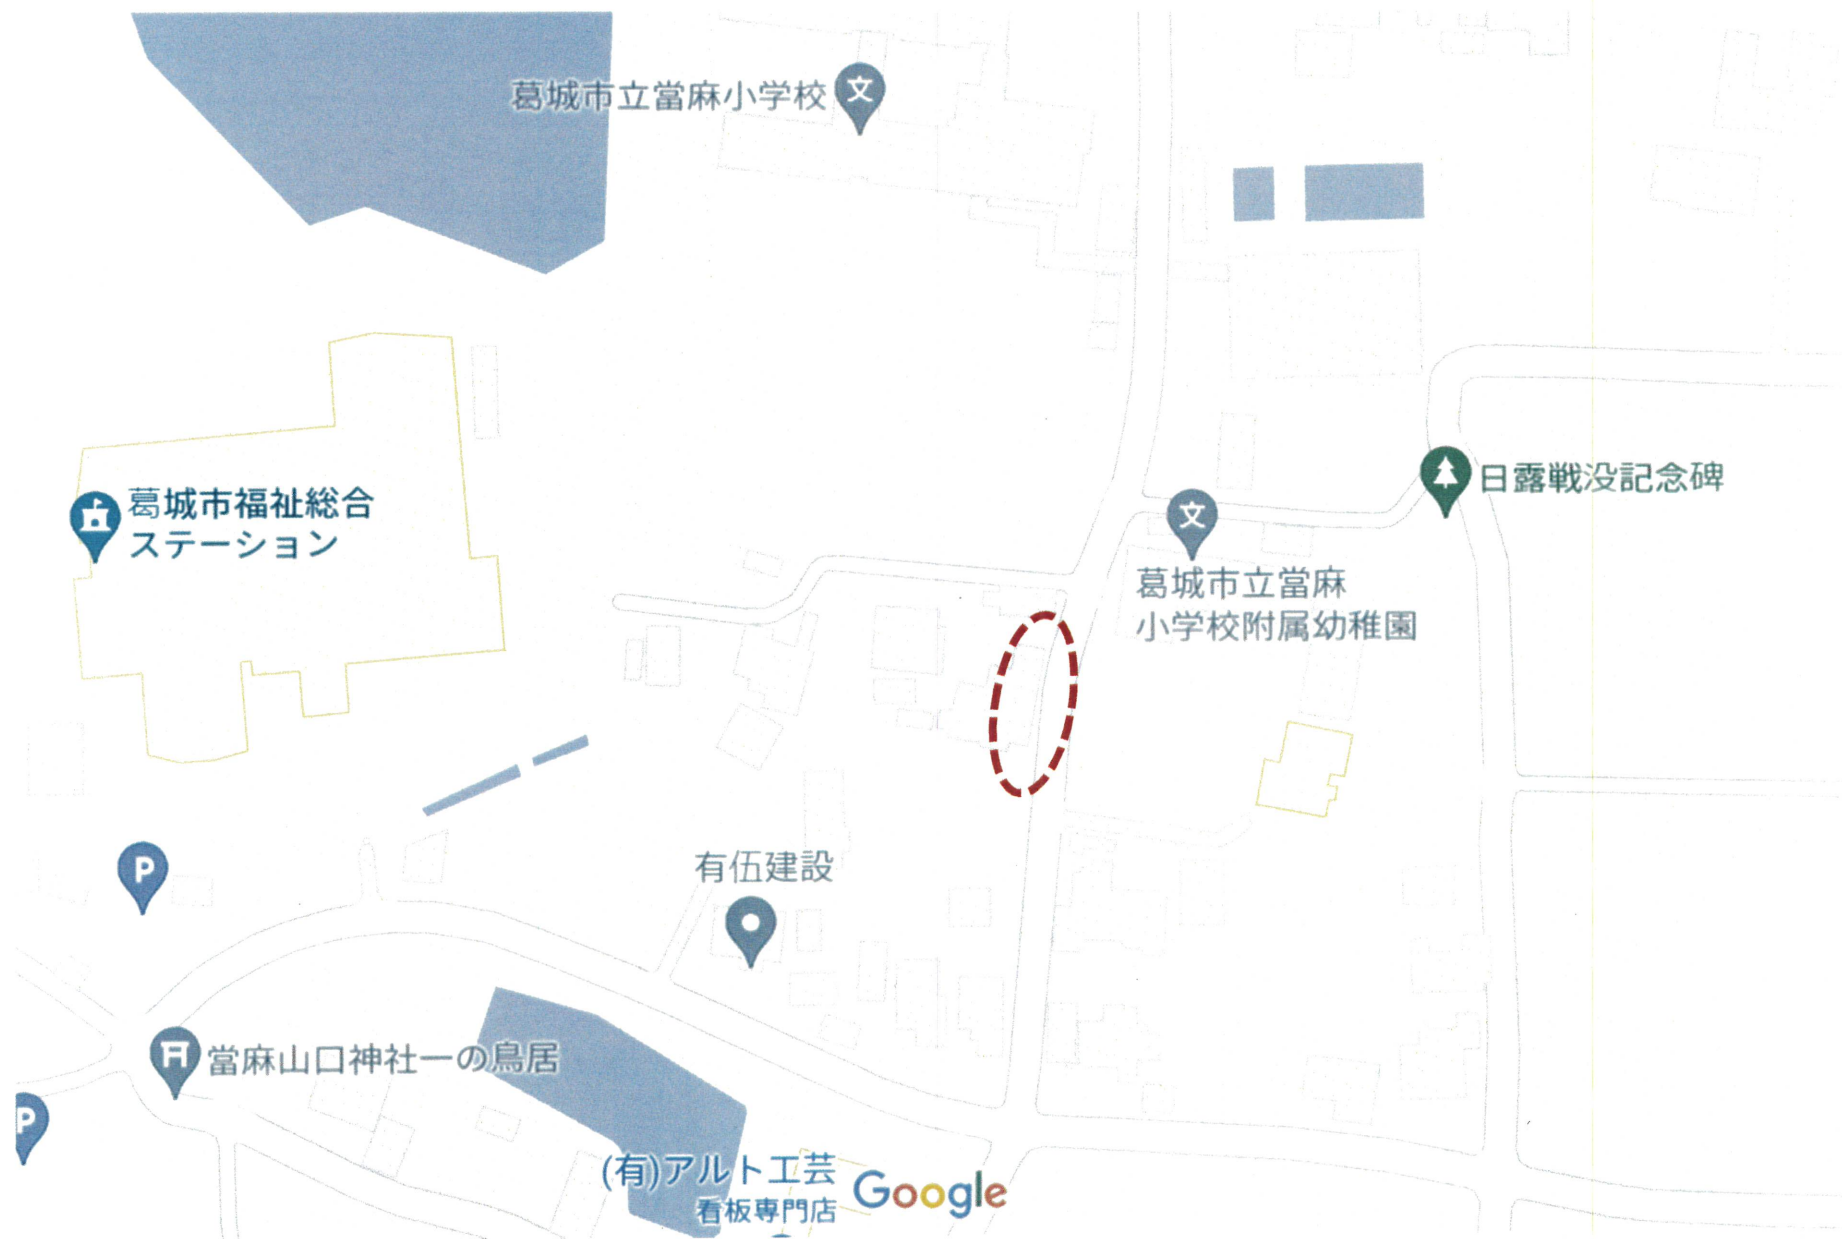 葛城市立當麻小学校
文
葛城市福祉総合
ステーション
日露戦没記念碑
文
葛城市立當麻
小学校附属幼稚園
P
有伍建設
當麻山口神社一の鳥居
P
(有)アルト工芸
看板専門店
Google